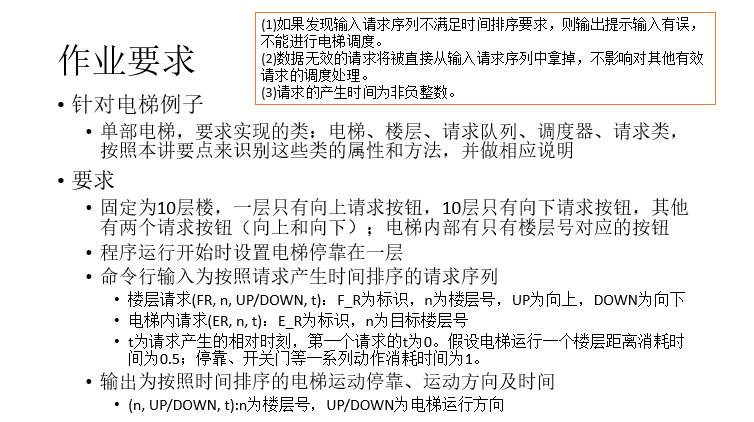 (1)如果发现输入请求序列不满足时间排序要求，则输出提示输入有误，
不能进行电梯调度。
(2)数据无效的请求将被直接从输入请求序列中拿掉，不影响对其他有效
请求的调度处理。
(3)请求的产生时间为非负整数。
作业要求
• 针对电梯例子
• 单部电梯，要求实现的类：电梯、楼层、请求队列、调度器、请求类，
按照本讲要点来识别这些类的属性和方法，并做相应说明
• 要求
• 固定为10层楼，一层只有向上请求按钮，10层只有向下请求按钮，其他
有两个请求按钮（向上和向下）；电梯内部有只有楼层号对应的按钮
• 程序运行开始时设置电梯停靠在一层
• 命令行输入为按照请求产生时间排序的请求序列
• 楼层请求(FR, n, UP/DOWN, t)：F_R为标识，n为楼层号，UP为向上，DOWN为向下
• 电梯内请求(ER, n, t)：E_R为标识，n为目标楼层号
• t为请求产生的相对时刻，第一个请求的t为0。假设电梯运行一个楼层距离消耗时
间为0.5；停靠、开关门等一系列动作消耗时间为1。
• 输出为按照时间排序的电梯运动停靠、运动方向及时间
• (n, UP/DOWN, t):n为楼层号，UP/DOWN为电梯运行方向